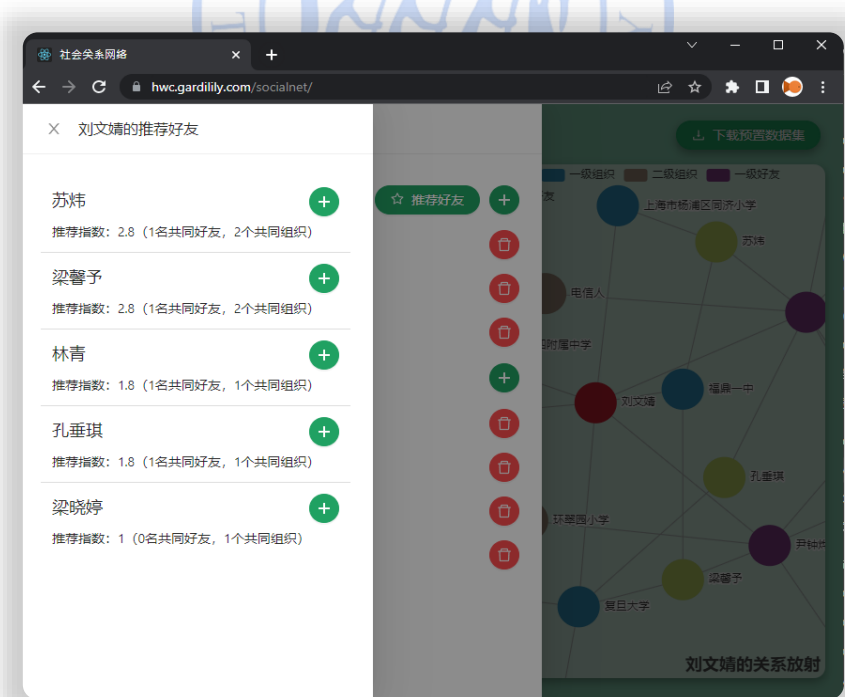 社会关系网络
hwc.gardilily.com/socialnet/
刘文婧的推荐好友
下载预置数据集
苏炜
推荐指数：2.8（1名共同好友，2个共同组织）
梁馨予
推荐指数：2.8（1名共同好友，2个共同组织）
林青
推荐指数：1.8（1名共同好友，1个共同组织）
孔垂琪
推荐指数：1.8（1名共同好友，1个共同组织）
梁晓婷
推荐指数：1（0名共同好友，1个共同组织）
推荐好友
一级组织 二级组织 一级好友
友
上海市杨浦区同济小学
苏炜
电信人
附属中学
刘文婧
福鼎一中
孔垂琪
环翠园小学
尹钟
梁馨予
复旦大学
刘文婧的关系放射